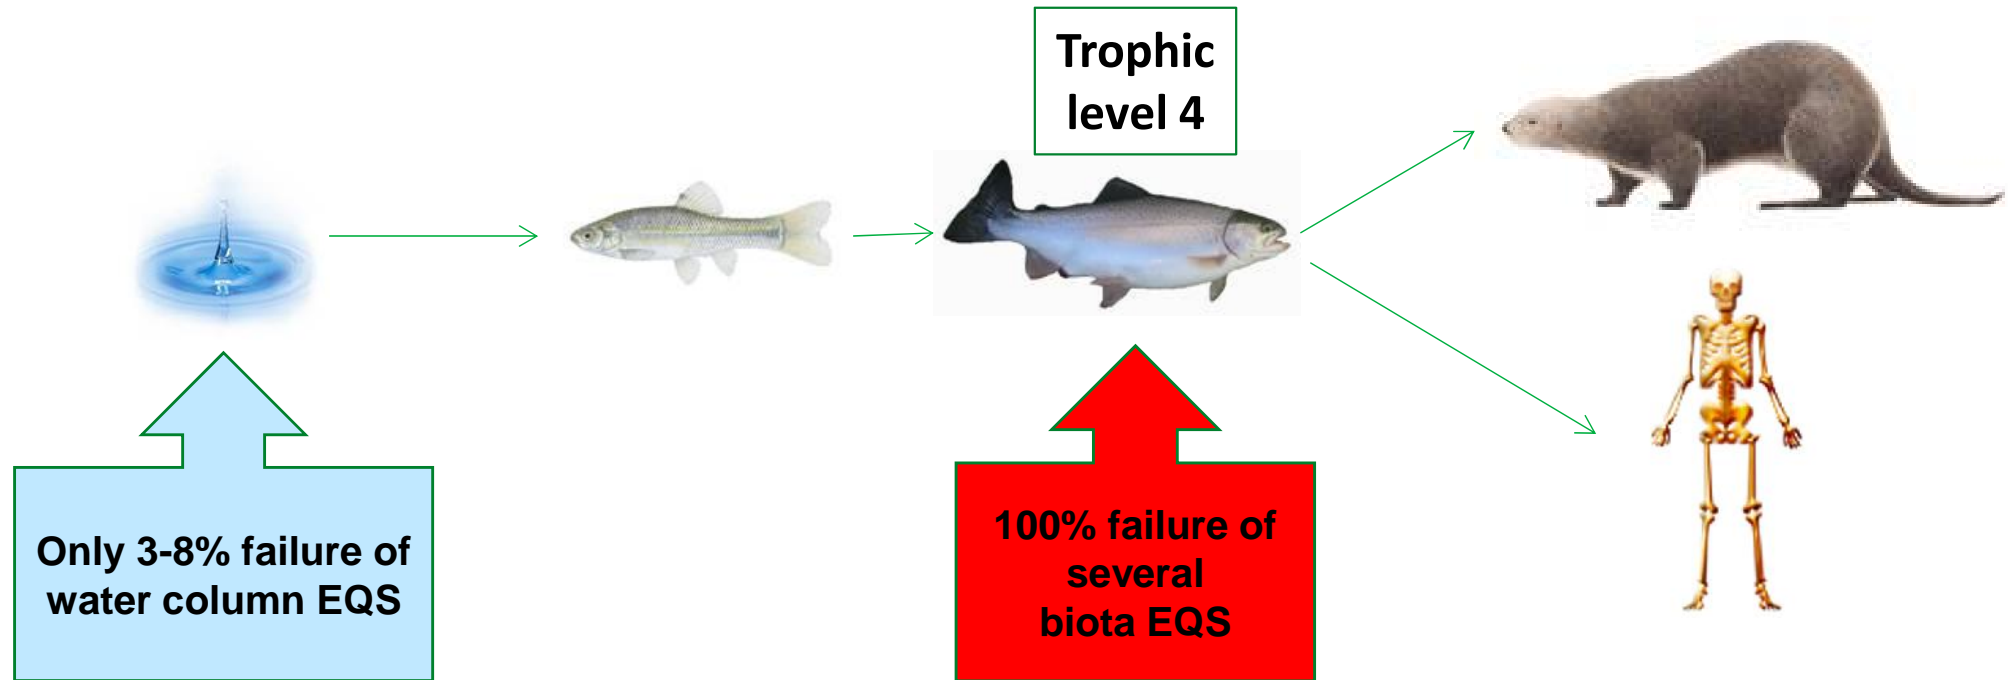 Trophic
level 4
Only 3-8% failure of
water column EQS
100% failure of
several
biota EQS